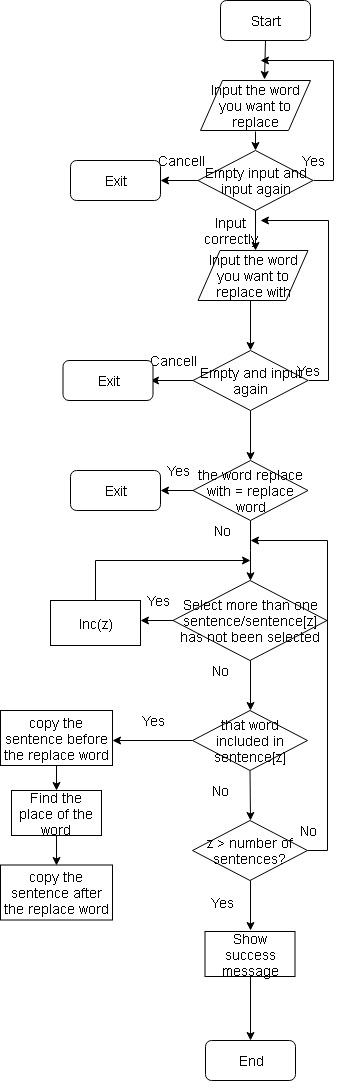 Start
Input the word
you want to
replace
Cancell
Yes
Exit
Empty input and
input again
Input
correctly
Input the word
you want to
replace with
Cancell
Yes
Exit
Empty and input
again
Yes
the word replace
with = replace
word
Exit
No
Yes
Select more than one
sentence/sentence[z]
has not been selected
Inc(z)
No
Yes
that word
included in
sentence[z]
copy the
sentence before
the replace word
No
Find the
place of the
word
No
z > number of
sentences?
copy the
sentence after
the replace word
Yes
Show
success
message
End